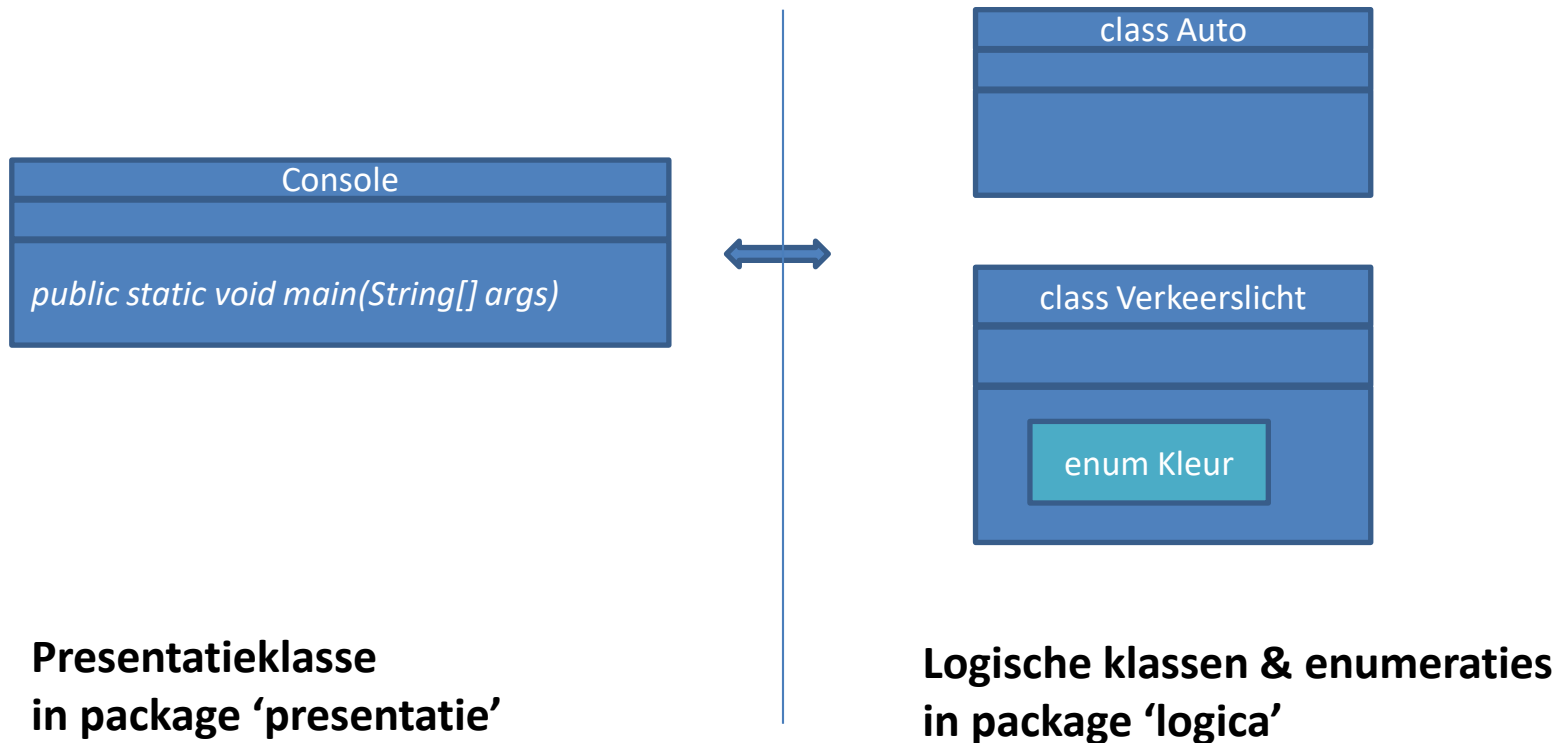 Console
public static void main(String[] args)
Presentatieklasse
in package ‘presentatie’
class Auto
class Verkeerslicht
enum Kleur
Logische klassen & enumeraties
in package ‘logica’